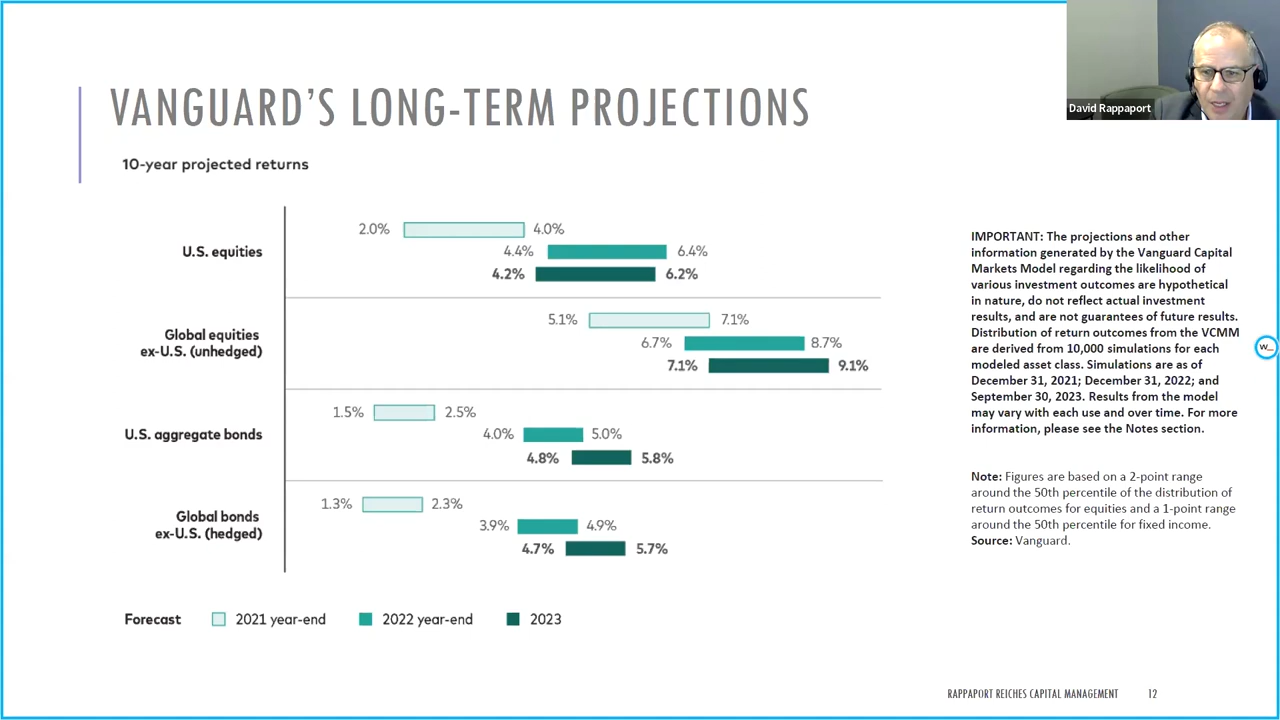 David Rappaport
VANGUARD'S LONG-TERM PROJECTIONS
10-year projected returns
2.0% 4.0%
U.S. equities 4.4% 6.4%
4.2% 6.2%
5.1% 7.1%
Global equities
ex-U.S. (unhedged) 6.7% 8.7%
7.1% 9.1%
1.5% 2.5%
U.S. aggregate bonds 4.0% 5.0%
4.8% 5.8%
1.3% 2.3%
Global bonds
ex-U.S. (hedged) 3.9% 4.9%
4.7% 5.7%
Forecast 2021 year-end 2022 year-end 2023
IMPORTANT: The projections and other
information generated by the Vanguard Capital
Markets Model regarding the likelihood of
various investment outcomes are hypothetical
in nature, do not reflect actual investment
results, and are not guarantees of future results.
Distribution of return outcomes from the VCMM
are derived from 10,000 simulations for each
modeled asset class. Simulations are as of
December 31, 2021; December 31, 2022; and
September 30, 2023. Results from the model
may vary with each use and over time. For more
information, please see the Notes section.
Note: Figures are based on a 2-point range
around the 50th percentile of the distribution of
return outcomes for equities and a 1-point range
around the 50th percentile for fixed income.
Source: Vanguard.
W_
RAPPAPORT REICHES CAPITAL MANAGEMENT 12